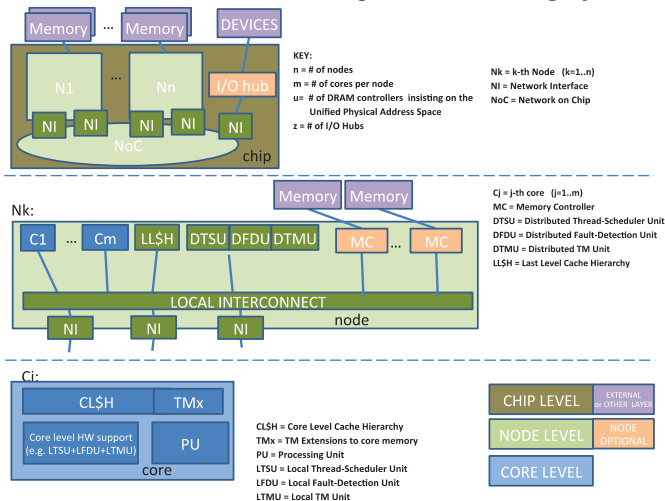 Memory
...
Memory
DEVICES
N1
...
Nn
I/O hub
NI
NI
NI
NI
NI
NoC
chip
KEY:
n = # of nodes
m = # of cores per node
u= # of DRAM controllers insisting on the
Unified Physical Address Space
z = # of I/O Hubs
Nk = k-th Node (k=1..n)
NI = Network Interface
NoC = Network on Chip
Nk:
Memory
Memory
C1
...
Cm
LL$H
DTSU
DFDU
DTMU
MC
...
MC
LOCAL INTERCONNECT
NI
NI
NI
node
Cj = j-th core (j=1..m)
MC = Memory Controller
DTSU = Distributed Thread-Scheduler Unit
DFDU = Distributed Fault-Detection Unit
DTMU = Distributed TM Unit
LL$H = Last Level Cache Hierarchy
Cj:
CL$H
TMx
Core level HW support
(e.g. LTSU+LFDU+LTMU)
PU
core
CL$H = Core Level Cache Hierarchy
TMx = TM Extensions to core memory
PU = Processing Unit
LTSU = Local Thread-Scheduler Unit
LFDU = Local Fault-Detection Unit
LTMU = Local TM Unit
CHIP LEVEL
EXTERNAL
or OTHER LAYER
NODE LEVEL
NODE
OPTIONAL
CORE LEVEL